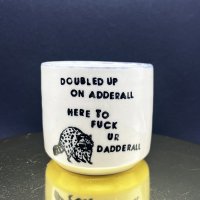 DOUBLED UP
ON ADDERALL
HERE TO
FUCK
UR
DADDERALL